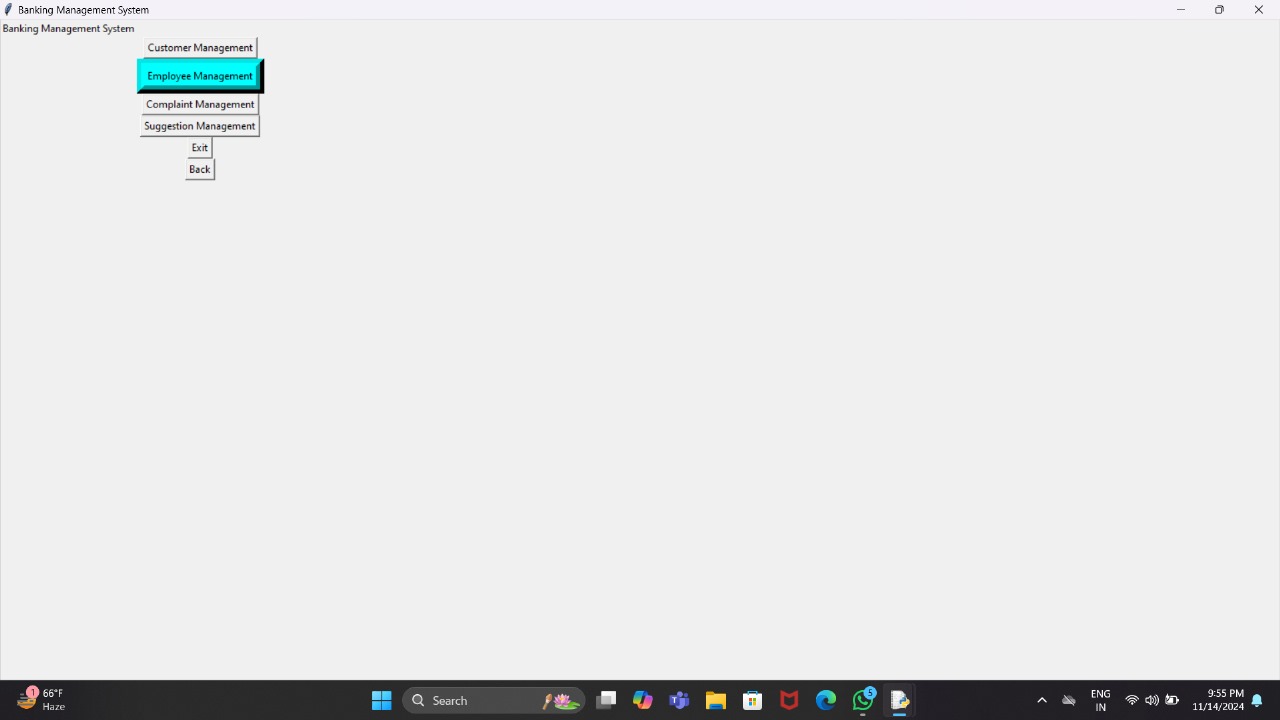 Banking Management System
Banking Management System
Customer Management
Employee Management
Complaint Management
Suggestion Management
Exit
Back
1
66°F
Haze
Search
5
ENG
IN
9:55 PM
11/14/2024